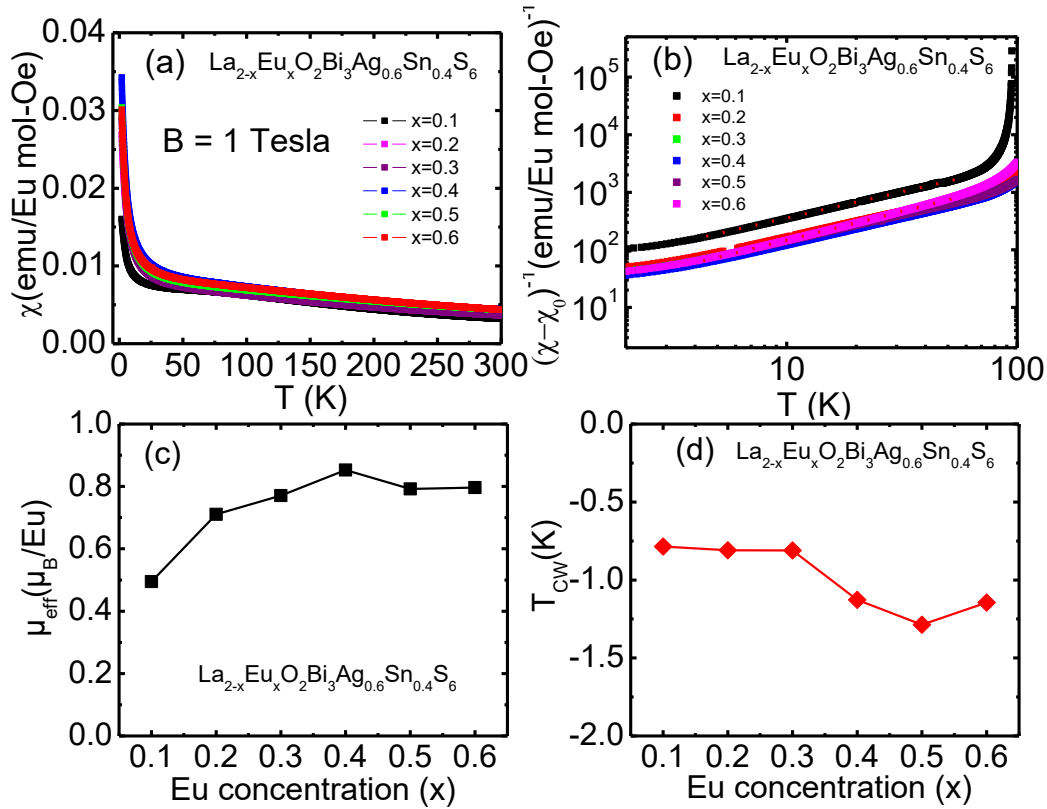 (a) La₂₋ₓEuₓO₂Bi₃Ag₀.₆Sn₀.₄S₆
B = 1 Tesla
x=0.1
x=0.2
x=0.3
x=0.4
x=0.5
x=0.6
0.04
0.03
0.02
0.01
0.00
χ(emu/Eu mol-Oe)
0 50 100 150 200 250 300
T (K)
(b) La₂₋ₓEuₓO₂Bi₃Ag₀.₆Sn₀.₄S₆
x=0.1
x=0.2
x=0.3
x=0.4
x=0.5
x=0.6
10⁵
10⁴
10³
10²
10¹
(χ−χ₀)⁻¹ (emu/Eu mol-Oe)⁻¹
10 100
T (K)
(c)
La₂₋ₓEuₓO₂Bi₃Ag₀.₆Sn₀.₄S₆
1.0
0.8
0.6
0.4
0.2
0.0
μeff(μB/Eu)
0.1 0.2 0.3 0.4 0.5 0.6
Eu concentration (x)
(d)
La₂₋ₓEuₓO₂Bi₃Ag₀.₆Sn₀.₄S₆
0.0
-0.5
-1.0
-1.5
-2.0
TCW(K)
0.1 0.2 0.3 0.4 0.5 0.6
Eu concentration (x)